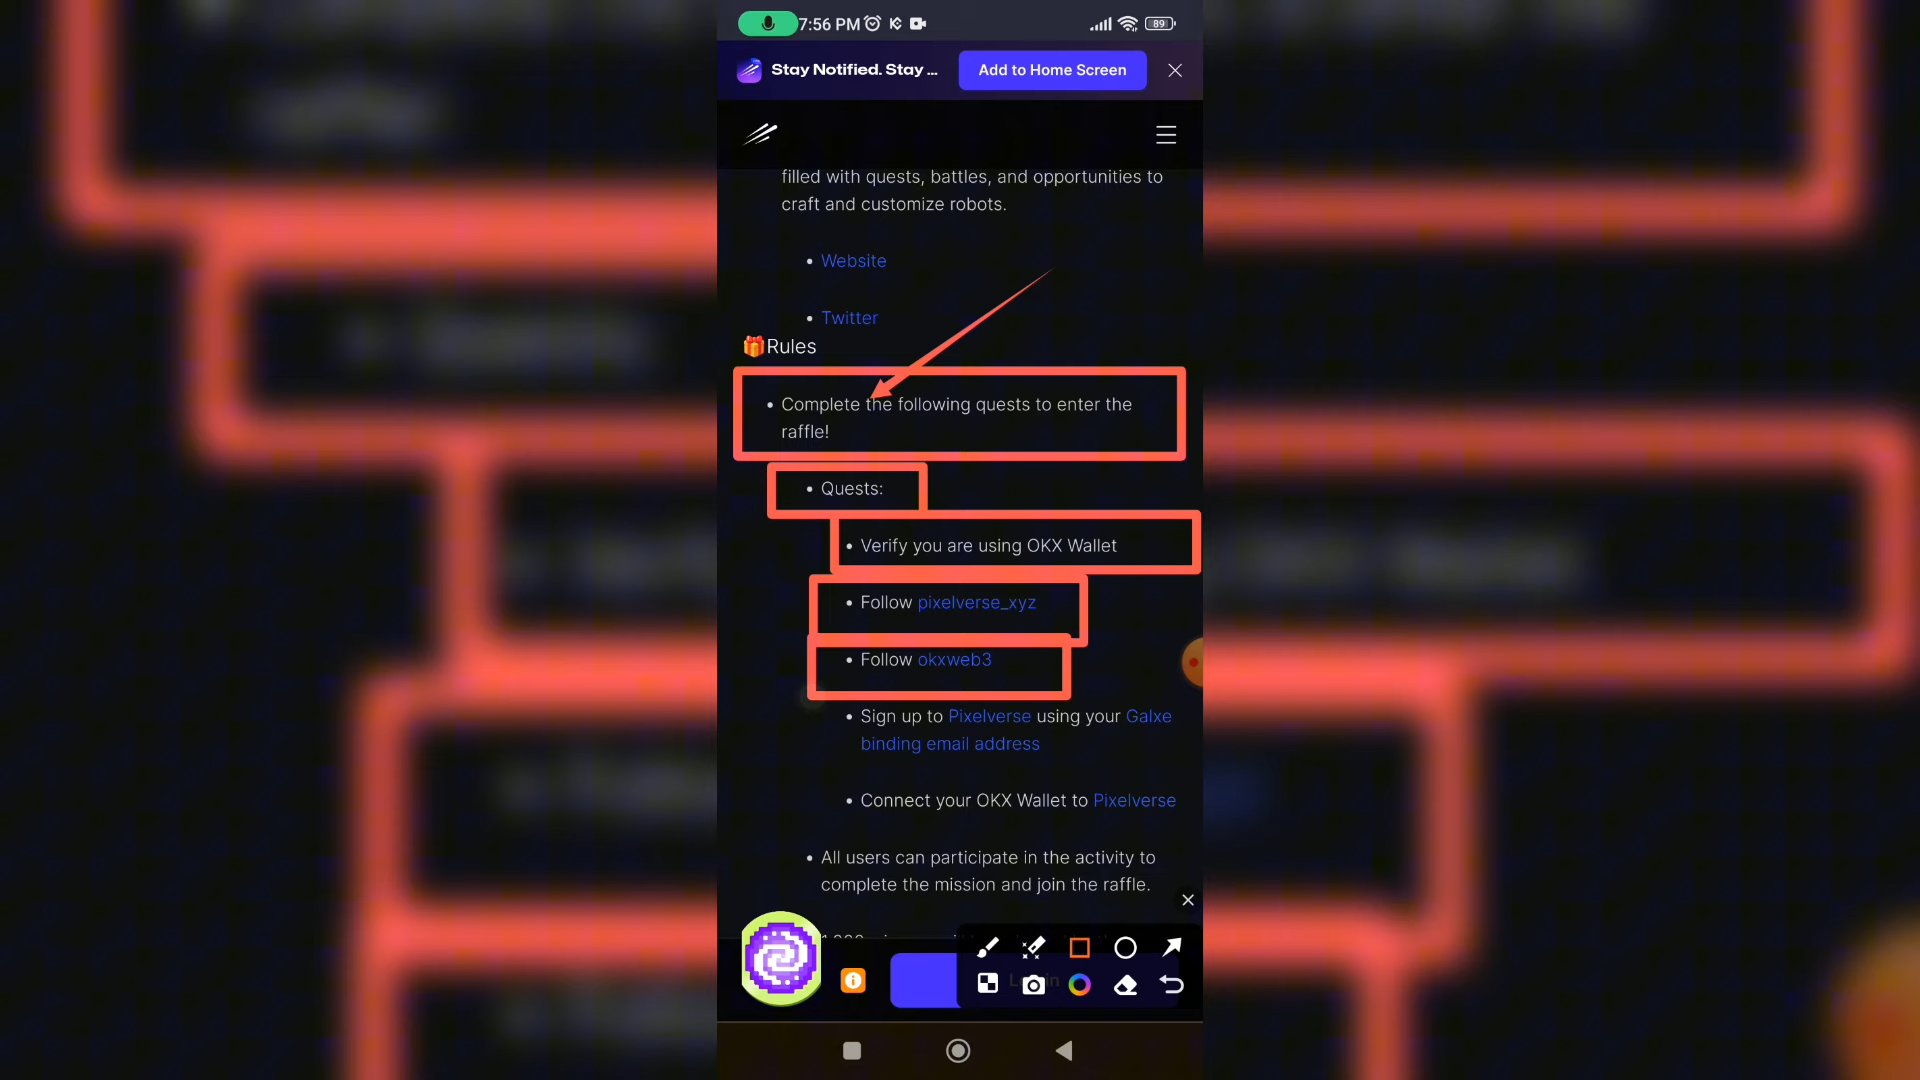 7:56 PM
89
Stay Notified. Stay ...
Add to Home Screen
filled with quests, battles, and opportunities to
craft and customize robots.
• Website
• Twitter
🎁Rules
• Complete the following quests to enter the
raffle!
• Quests:
• Verify you are using OKX Wallet
• Follow pixelverse_xyz
• Follow okxweb3
• Sign up to Pixelverse using your Galxe
binding email address
• Connect your OKX Wallet to Pixelverse
• All users can participate in the activity to
complete the mission and join the raffle.